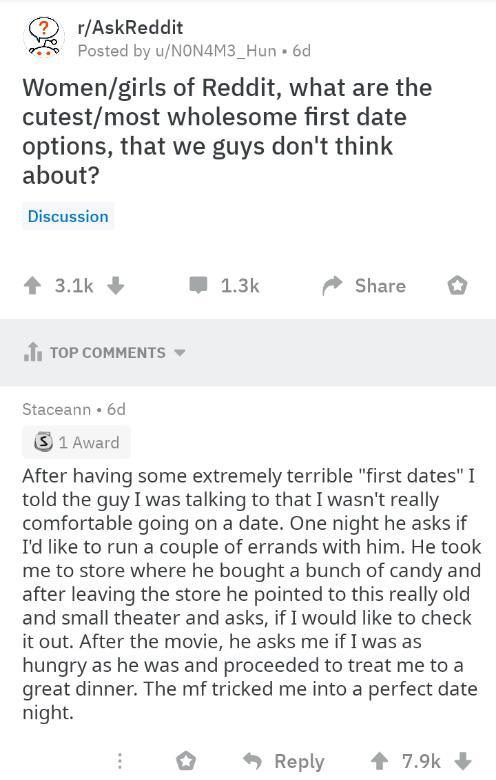 r/AskReddit
Posted by u/N0N4M3_Hun • 6d
Women/girls of Reddit, what are the
cutest/most wholesome first date
options, that we guys don't think
about?
Discussion
3.1k
1.3k
Share
TOP COMMENTS
Staceann • 6d
S 1 Award
After having some extremely terrible "first dates" I
told the guy I was talking to that I wasn't really
comfortable going on a date. One night he asks if
I'd like to run a couple of errands with him. He took
me to store where he bought a bunch of candy and
after leaving the store he pointed to this really old
and small theater and asks, if I would like to check
it out. After the movie, he asks me if I was as
hungry as he was and proceeded to treat me to a
great dinner. The mf tricked me into a perfect date
night.
Reply
7.9k